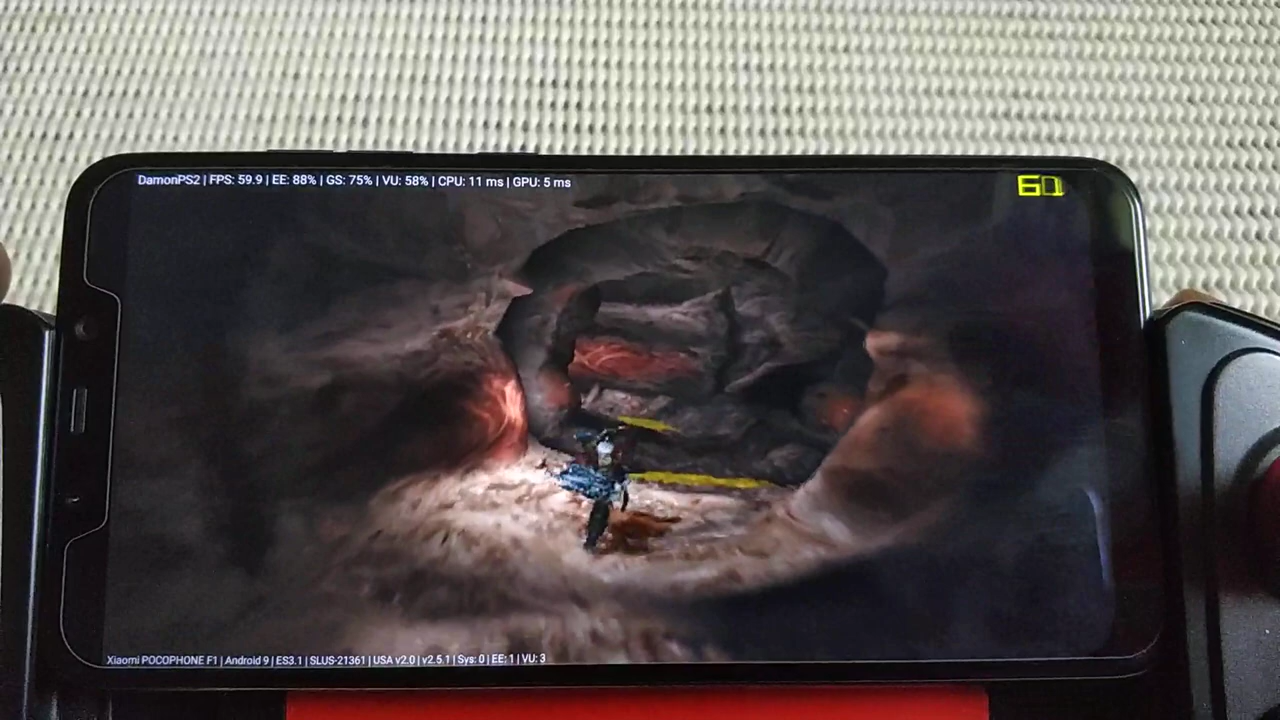 DamonPS2 | FPS: 59.9 | EE: 88% | GS: 75% | VU: 58% | CPU: 11 ms | GPU: 5 ms
60
Xiaomi POCOPHONE F1 | Android 9 | ES3.1 | SLUS-21361 | USA v2.0 | v2.5.1 | Sys: 0 | EE: 1 | VU: 3